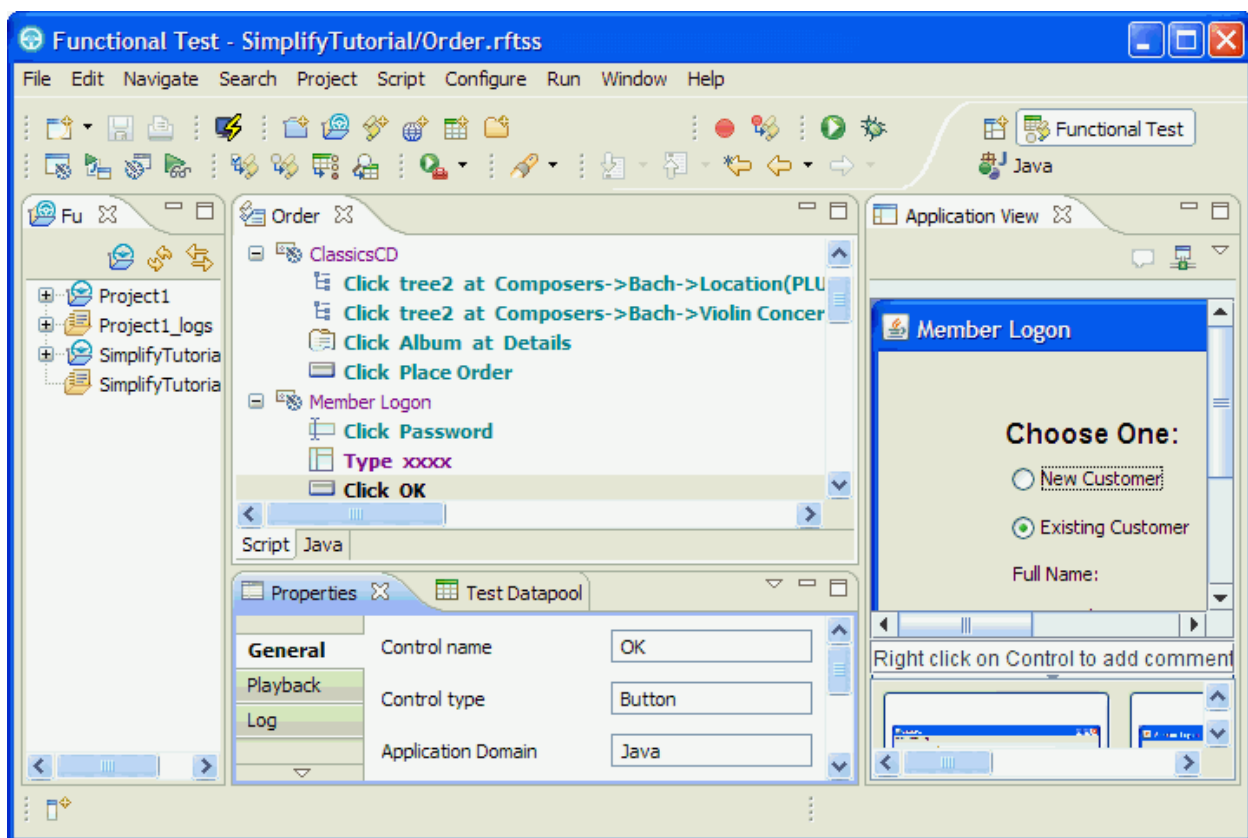 Functional Test - SimplifyTutorial/Order.rftss
File Edit Navigate Search Project Script Configure Run Window Help
Functional Test
Java
Fu
Project1
Project1_logs
SimplifyTutoria
SimplifyTutoria
Order
ClassicsCD
Click tree2 at Composers->Bach->Location(PLU
Click tree2 at Composers->Bach->Violin Concer
Click Album at Details
Click Place Order
Member Logon
Click Password
Type xxxx
Click OK
Script Java
Properties Test Datapool
General
Playback
Log
Control name OK
Control type Button
Application Domain Java
Application View
Member Logon
Choose One:
New Customer
Existing Customer
Full Name:
Right click on Control to add comment